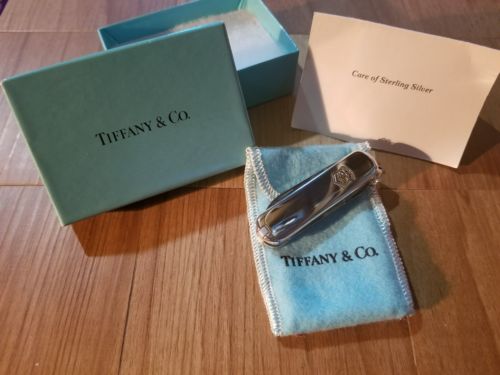 TIFFANY & CO.
Care of Sterling Silver
TIFFANY & CO.